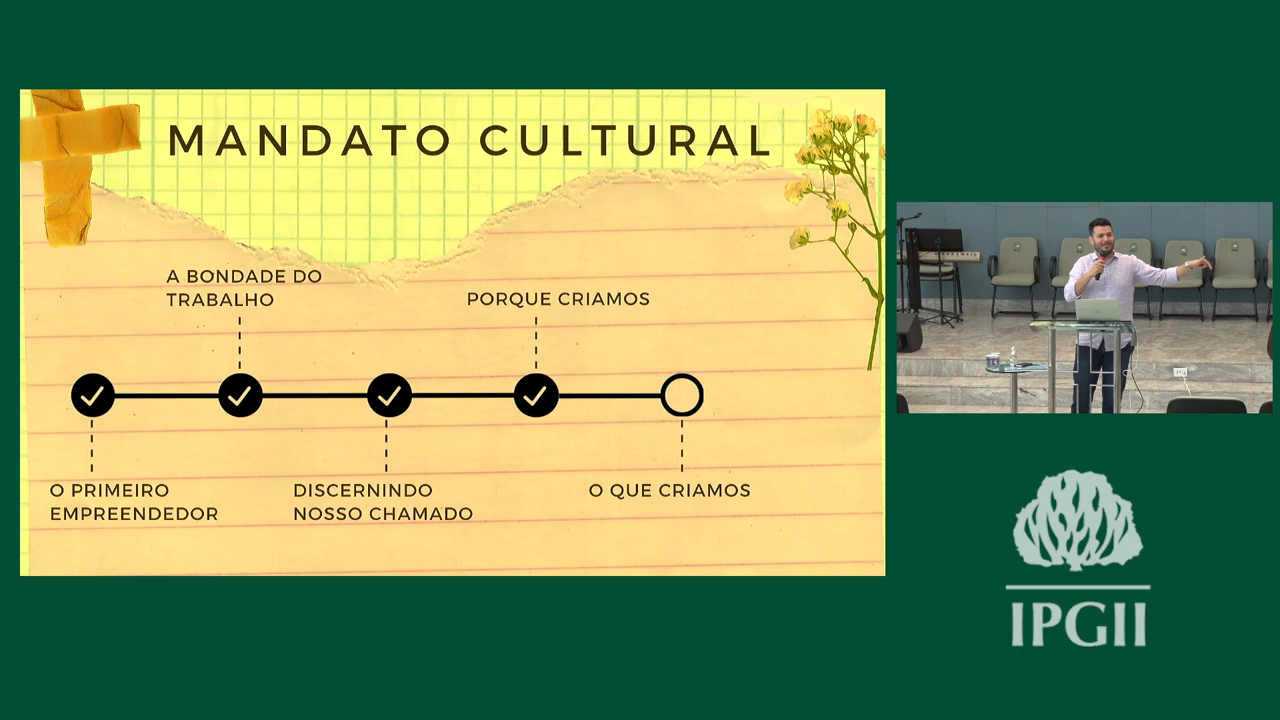 MANDATO CULTURAL
A BONDADE DO
TRABALHO
PORQUE CRIAMOS
O PRIMEIRO
EMPREENDEDOR
DISCERNINDO
NOSSO CHAMADO
O QUE CRIAMOS
IPGII